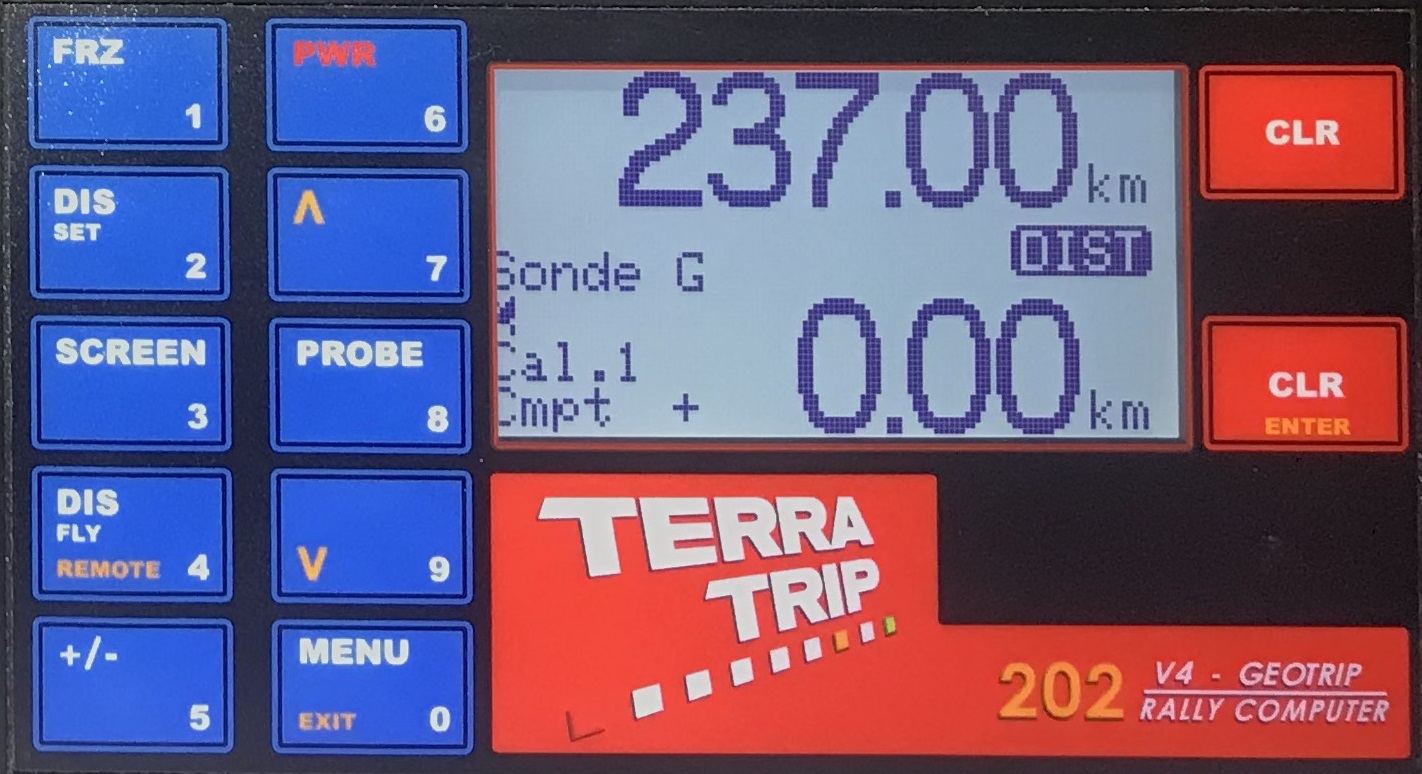 FRZ
1
PWR
6
DIS
SET
2
Λ
7
SCREEN
3
PROBE
8
DIS
FLY
REMOTE 4
V
9
+/-
5
MENU
EXIT 0
237.00 km
DIST
Sonde G
0.00 km
Cal.1
Cmpt +
CLR
CLR
ENTER
TERRA
TRIP
202
V4 - GEOTRIP
RALLY COMPUTER